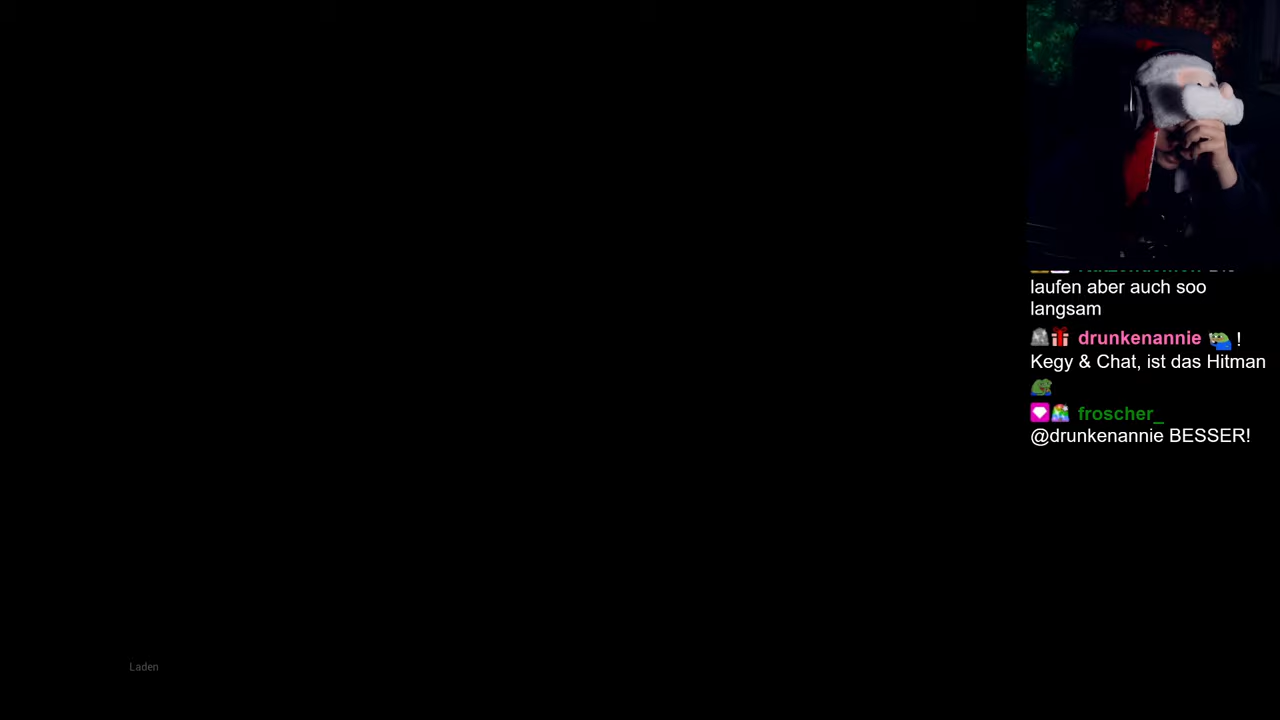 laufen aber auch soo
langsam
drunkenannie !
Kegy & Chat, ist das Hitman
froscher_
@drunkenannie BESSER!
Laden